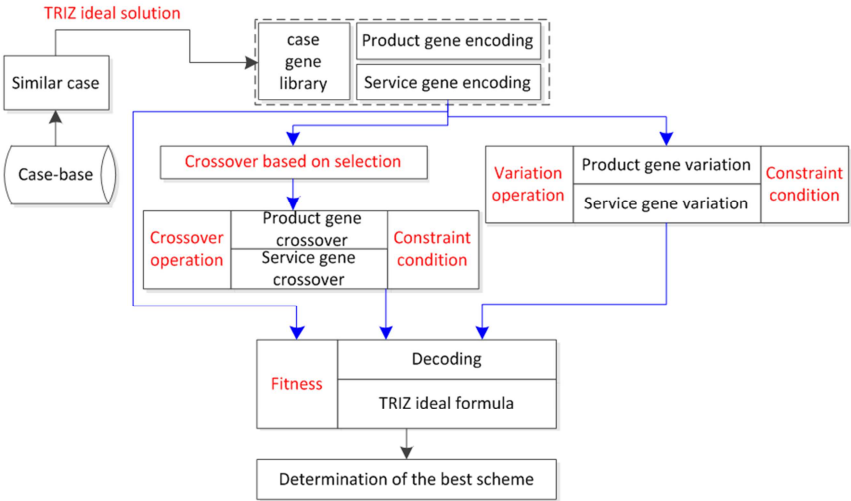 TRIZ ideal solution
Similar case
Case-base
case
gene
library
Product gene encoding
Service gene encoding
Crossover based on selection
Crossover
operation
Product gene
crossover
Service gene
crossover
Constraint
condition
Variation
operation
Product gene variation
Service gene variation
Constraint
condition
Fitness
Decoding
TRIZ ideal formula
Determination of the best scheme